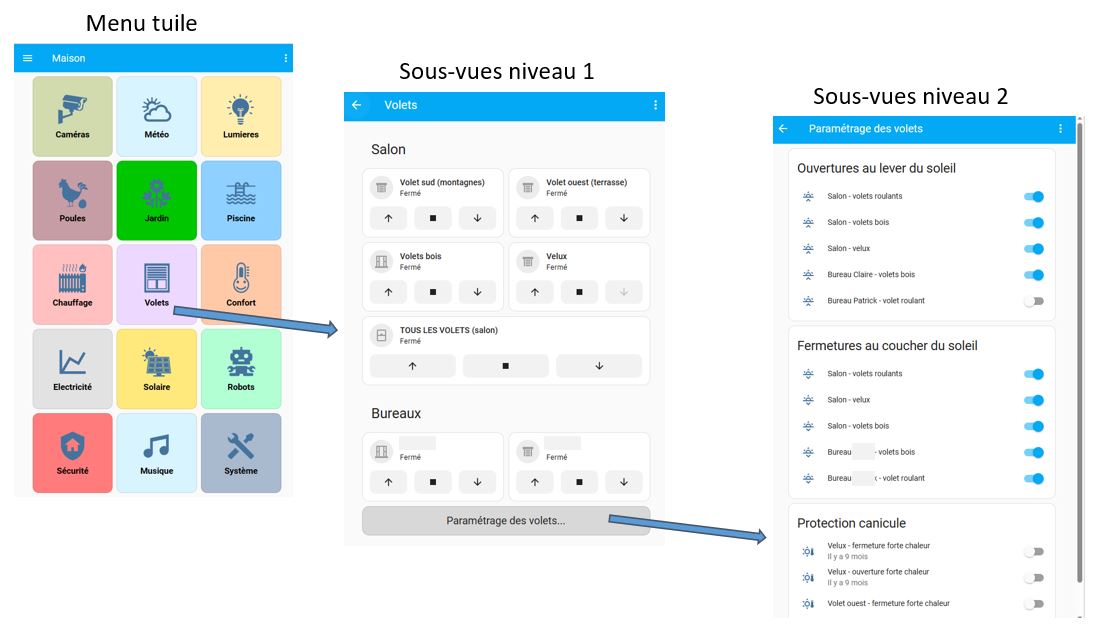 Menu tuile
Maison
Caméras
Météo
Lumieres
Poules
Jardin
Piscine
Chauffage
Volets
Confort
Electricité
Solaire
Robots
Sécurité
Musique
Système
Sous-vues niveau 1
Volets
Salon
Volet sud (montagnes)
Fermé
Volet ouest (terrasse)
Fermé
Volets bois
Fermé
Velux
Fermé
TOUS LES VOLETS (salon)
Fermé
Bureaux
Fermé
Fermé
Paramétrage des volets...
Sous-vues niveau 2
Paramétrage des volets
Ouvertures au lever du soleil
Salon - volets roulants
Salon - volets bois
Salon - velux
Bureau Claire - volets bois
Bureau Patrick - volet roulant
Fermetures au coucher du soleil
Salon - volets roulants
Salon - velux
Salon - volets bois
Bureau - volets bois
Bureau - volet roulant
Protection canicule
Velux - fermeture forte chaleur
Il y a 9 mois
Velux - ouverture forte chaleur
Il y a 9 mois
Volet ouest - fermeture forte chaleur